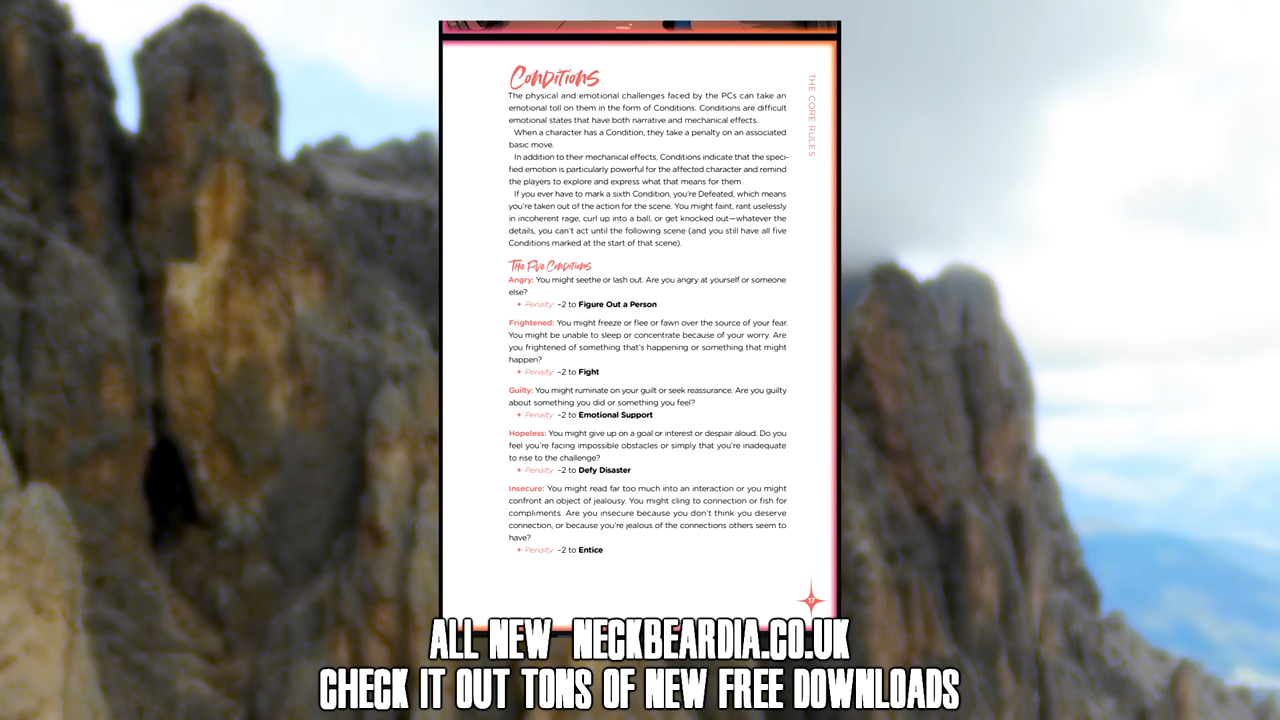 Conditions
The physical and emotional challenges faced by the PCs can take an
emotional toll on them in the form of Conditions. Conditions are difficult
emotional states that have both narrative and mechanical effects.
When a character has a Condition, they take a penalty on an associated
basic move.
In addition to their mechanical effects, Conditions indicate that the speci-
fied emotion is particularly powerful for the affected character and remind
the players to explore and express what that means for them.
If you ever have to mark a sixth Condition, you're Defeated, which means
you're taken out of the action for the scene. You might faint, rant uselessly
in incoherent rage, curl up into a ball, or get knocked out—whatever the
details, you can't act until the following scene (and you still have all five
Conditions marked at the start of that scene).
The Five Conditions
Angry: You might seethe or lash out. Are you angry at yourself or someone
else?
✦ Penalty: –2 to Figure Out a Person
Frightened: You might freeze or flee or fawn over the source of your fear.
You might be unable to sleep or concentrate because of your worry. Are
you frightened of something that's happening or something that might
happen?
✦ Penalty: –2 to Fight
Guilty: You might ruminate on your guilt or seek reassurance. Are you guilty
about something you did or something you feel?
✦ Penalty: –2 to Emotional Support
Hopeless: You might give up on a goal or interest or despair aloud. Do you
feel you're facing impossible obstacles or simply that you're inadequate
to rise to the challenge?
✦ Penalty: –2 to Defy Disaster
Insecure: You might read far too much into an interaction or you might
confront an object of jealousy. You might cling to connection or fish for
compliments. Are you insecure because you don't think you deserve
connection, or because you're jealous of the connections others seem to
have?
✦ Penalty: –2 to Entice
THE CORE RULES
ALL NEW NECKBEARDIA.CO.UK
CHECK IT OUT TONS OF NEW FREE DOWNLOADS